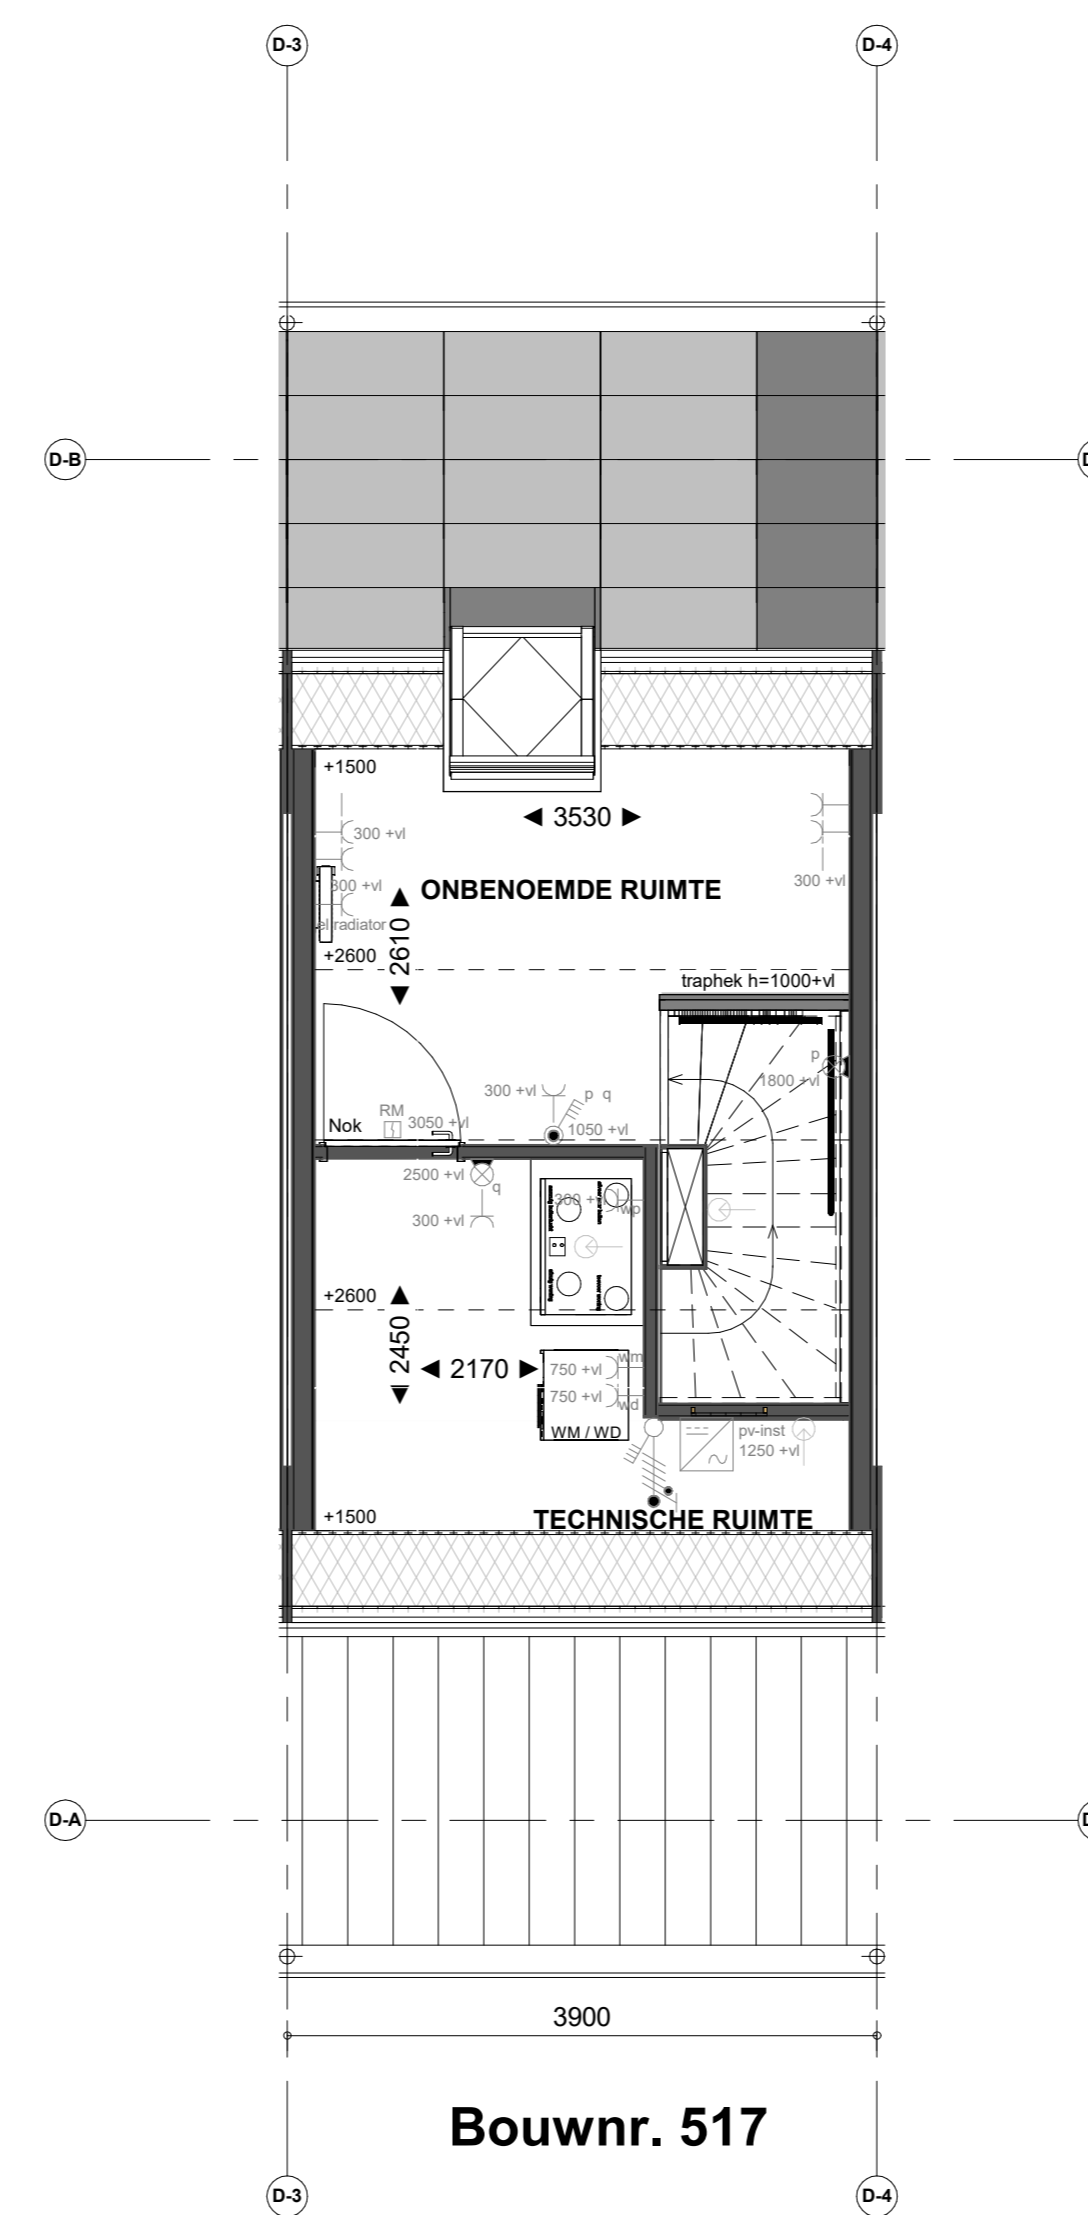 D-3 D-4
D-B
+1500
3530
300 +vl
300 +vl
300 +vl
ONBENOEMDE RUIMTE
el radiator
2610
+2600
traphek h=1000+vl
p
1800 +vl
300 +vl
p q
RM
3050 +vl
Nok
1050 +vl
2500 +vl
q
300 +vl
300 +vl
wp
+2600
2450
2170
750 +vl
wm
750 +vl
wd
WM / WD
pv-inst
1250 +vl
+1500
TECHNISCHE RUIMTE
D-A
3900
Bouwnr. 517
D-3 D-4